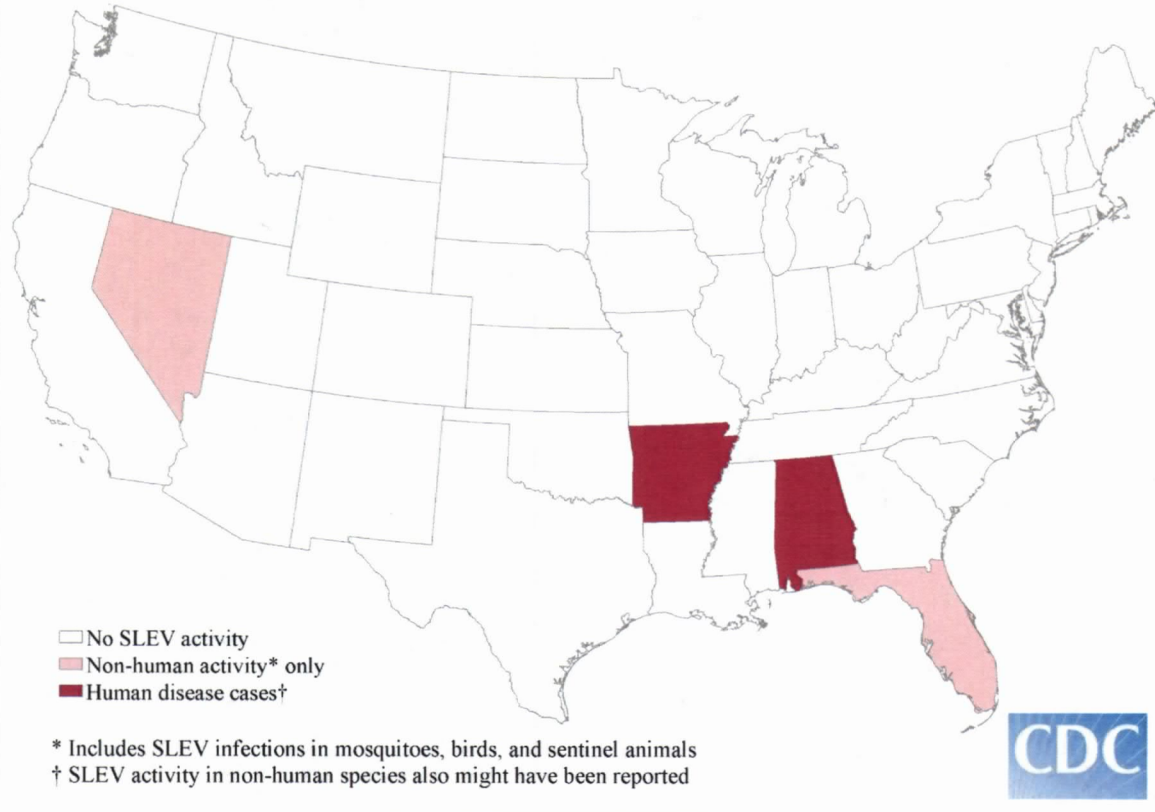 No SLEV activity
Non-human activity* only
Human disease cases†
* Includes SLEV infections in mosquitoes, birds, and sentinel animals
† SLEV activity in non-human species also might have been reported
CDC